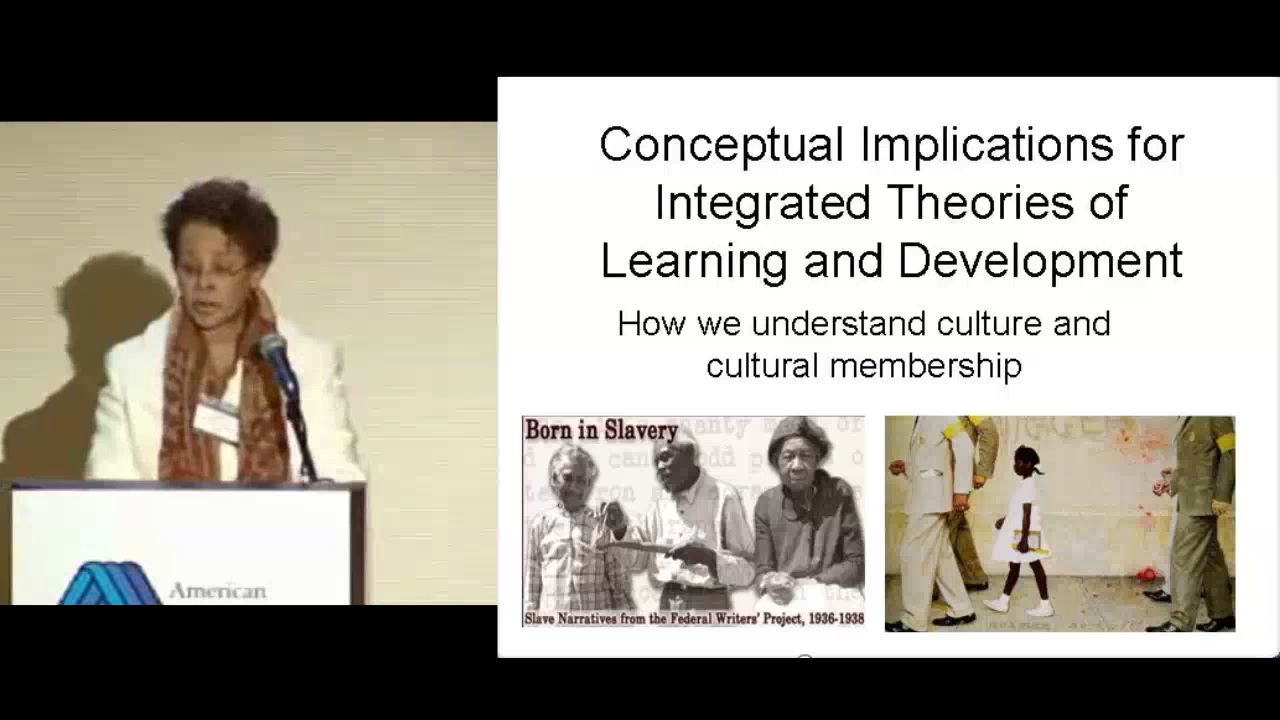 Conceptual Implications for
Integrated Theories of
Learning and Development
How we understand culture and
cultural membership
Born in Slavery
Slave Narratives from the Federal Writers' Project, 1936-1938
American